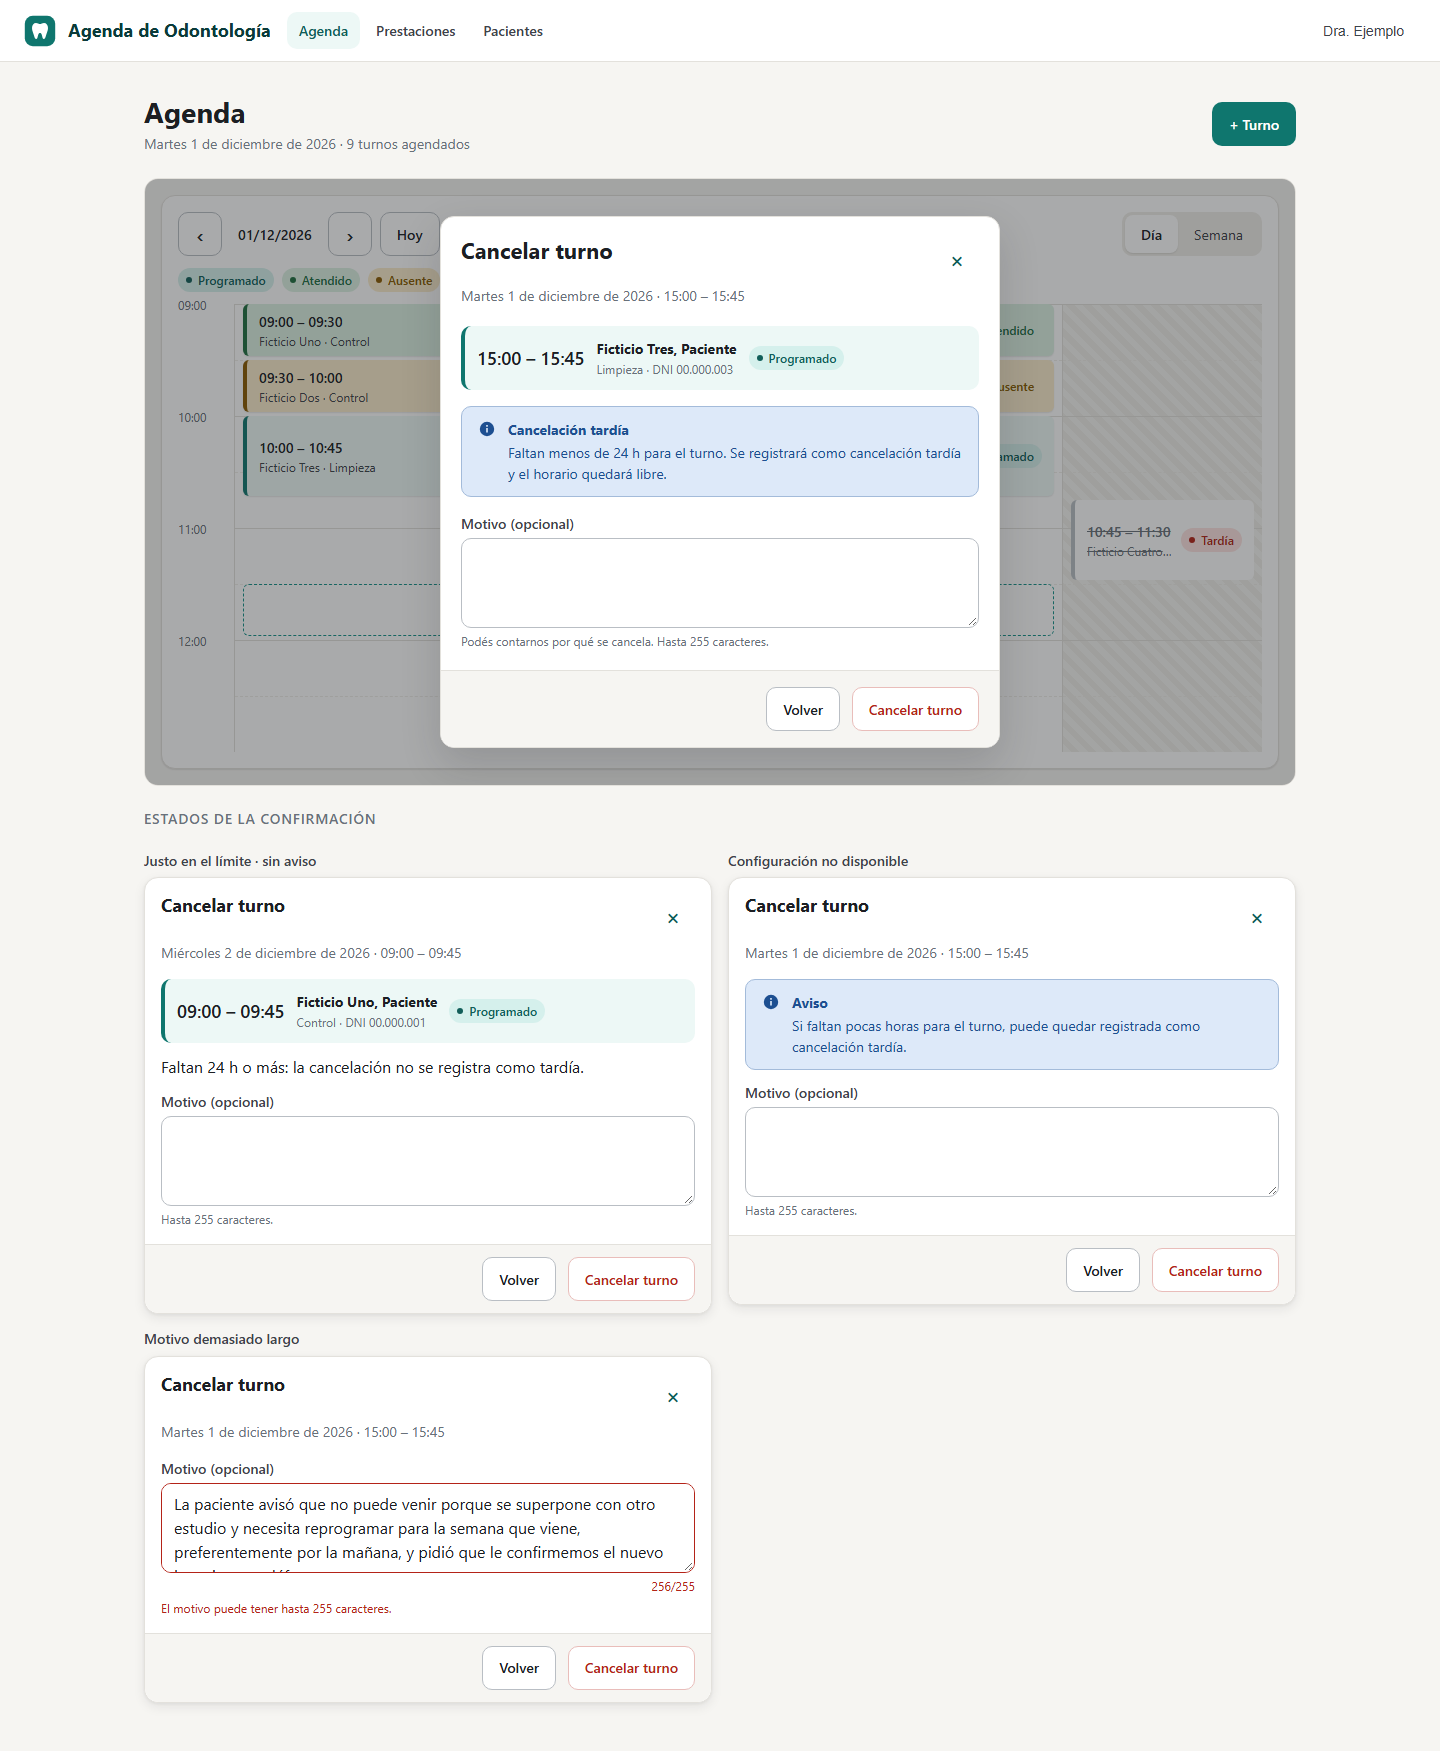 Agenda de Odontología
Agenda
Prestaciones
Pacientes
Dra. Ejemplo
Agenda
Martes 1 de diciembre de 2026 · 9 turnos agendados
+ Turno
‹
01/12/2026
›
Hoy
Día
Semana
Programado
Atendido
Ausente
09:00
09:00 – 09:30
Ficticio Uno · Control
09:30 – 10:00
Ficticio Dos · Control
10:00
10:00 – 10:45
Ficticio Tres · Limpieza
11:00
12:00
endido
usente
amado
10:45 – 11:30
Ficticio Cuatro...
Tardía
Cancelar turno
✕
Martes 1 de diciembre de 2026 · 15:00 – 15:45
15:00 – 15:45
Ficticio Tres, Paciente
Limpieza · DNI 00.000.003
Programado
Cancelación tardía
Faltan menos de 24 h para el turno. Se registrará como cancelación tardía
y el horario quedará libre.
Motivo (opcional)
Podés contarnos por qué se cancela. Hasta 255 caracteres.
Volver
Cancelar turno
ESTADOS DE LA CONFIRMACIÓN
Justo en el límite · sin aviso
Cancelar turno
✕
Miércoles 2 de diciembre de 2026 · 09:00 – 09:45
09:00 – 09:45
Ficticio Uno, Paciente
Control · DNI 00.000.001
Programado
Faltan 24 h o más: la cancelación no se registra como tardía.
Motivo (opcional)
Hasta 255 caracteres.
Volver
Cancelar turno
Configuración no disponible
Cancelar turno
✕
Martes 1 de diciembre de 2026 · 15:00 – 15:45
Aviso
Si faltan pocas horas para el turno, puede quedar registrada como
cancelación tardía.
Motivo (opcional)
Hasta 255 caracteres.
Volver
Cancelar turno
Motivo demasiado largo
Cancelar turno
✕
Martes 1 de diciembre de 2026 · 15:00 – 15:45
Motivo (opcional)
La paciente avisó que no puede venir porque se superpone con otro
estudio y necesita reprogramar para la semana que viene,
preferentemente por la mañana, y pidió que le confirmemos el nuevo
256/255
El motivo puede tener hasta 255 caracteres.
Volver
Cancelar turno